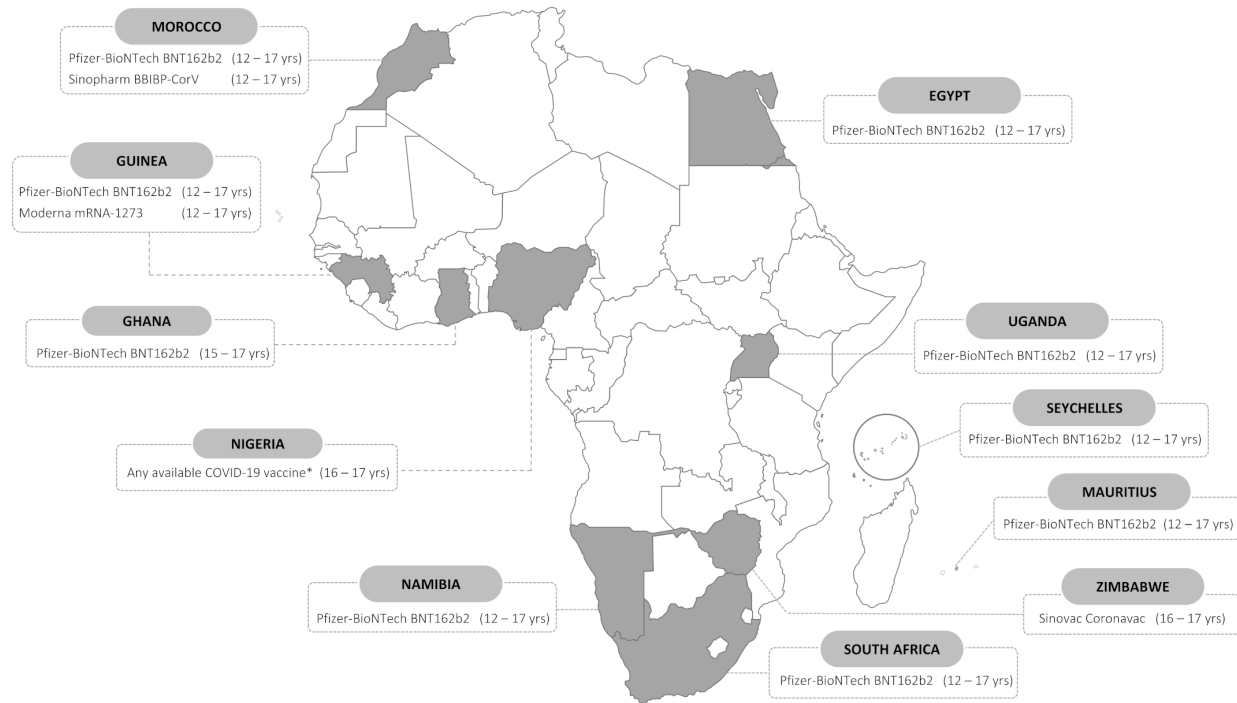 MOROCCO
Pfizer-BioNTech BNT162b2 (12 – 17 yrs)
Sinopharm BBIBP-CorV (12 – 17 yrs)
EGYPT
Pfizer-BioNTech BNT162b2 (12 – 17 yrs)
GUINEA
Pfizer-BioNTech BNT162b2 (12 – 17 yrs)
Moderna mRNA-1273 (12 – 17 yrs)
GHANA
Pfizer-BioNTech BNT162b2 (15 – 17 yrs)
UGANDA
Pfizer-BioNTech BNT162b2 (12 – 17 yrs)
SEYCHELLES
Pfizer-BioNTech BNT162b2 (12 – 17 yrs)
NIGERIA
Any available COVID-19 vaccine* (16 – 17 yrs)
MAURITIUS
Pfizer-BioNTech BNT162b2 (12 – 17 yrs)
NAMIBIA
Pfizer-BioNTech BNT162b2 (12 – 17 yrs)
ZIMBABWE
Sinovac Coronavac (16 – 17 yrs)
SOUTH AFRICA
Pfizer-BioNTech BNT162b2 (12 – 17 yrs)